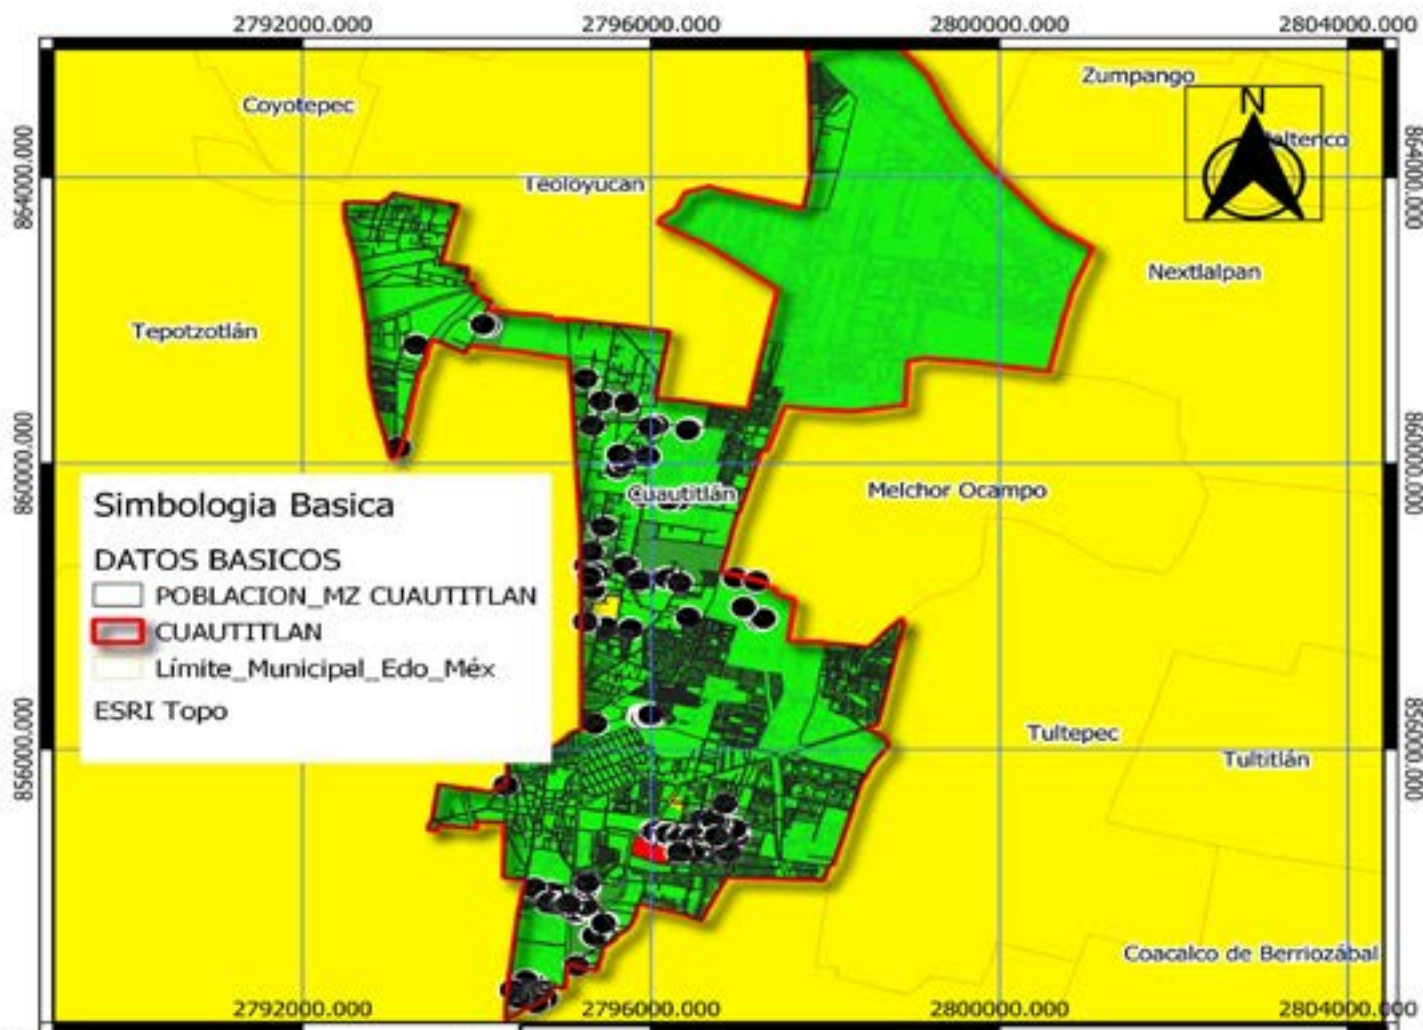 2792000.000 2796000.000 2800000.000 2804000.000
Zumpango
Coyotepec
N
altenco
864000.000
864000.000
Teoloyucan
Nextlalpan
Tepotzotlán
860000.000
860000.000
Cuautitlán
Melchor Ocampo
Simbologia Basica
DATOS BASICOS
POBLACION_MZ CUAUTITLAN
CUAUTITLAN
Límite_Municipal_Edo_Méx
ESRI Topo
856000.000
856000.000
Tultepec
Tultitlán
Coacalco de Berriozábal
2792000.000 2796000.000 2800000.000 2804000.000